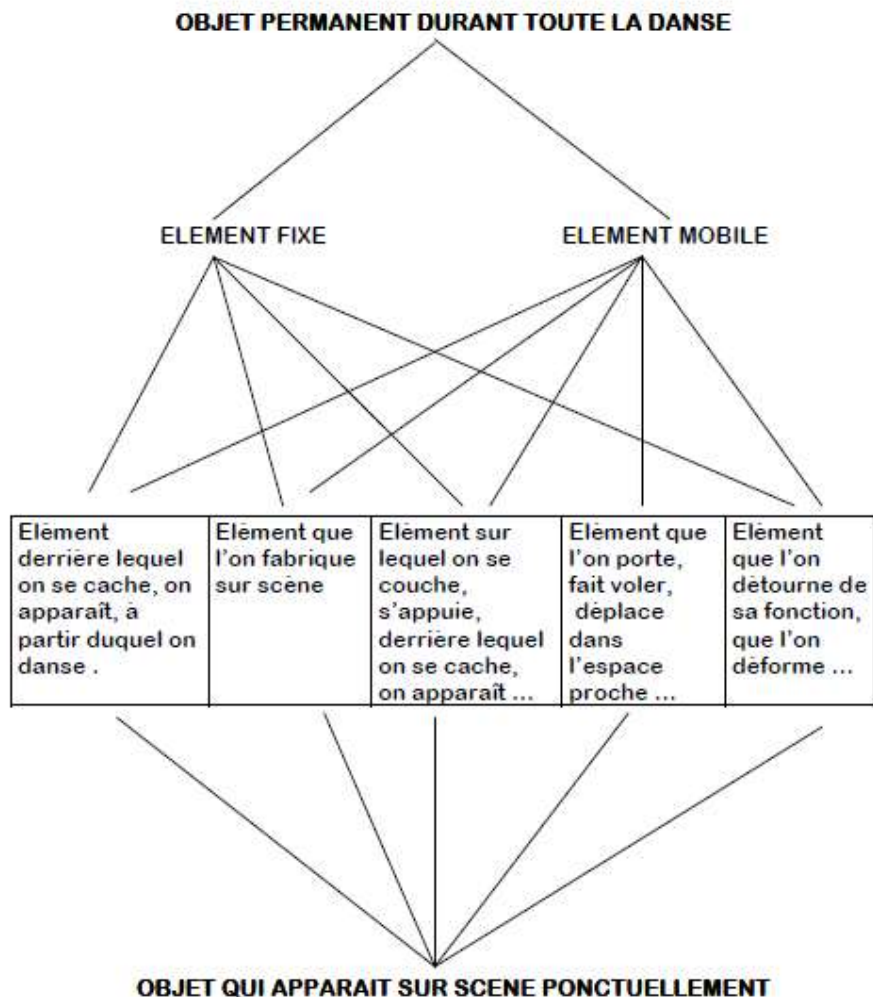 OBJET PERMANENT DURANT TOUTE LA DANSE
ELEMENT FIXE
ELEMENT MOBILE
Elément
derrière lequel
on se cache, on
apparaît, à
partir duquel on
danse .
Elément que
l'on fabrique
sur scène
Elément sur
lequel on se
couche,
s'appuie,
derrière lequel
on se cache,
on apparaît ...
Elément que
l'on porte,
fait voler,
déplace
dans
l'espace
proche ...
Elément
que l'on
détourne de
sa fonction,
que l'on
déforme ...
OBJET QUI APPARAIT SUR SCENE PONCTUELLEMENT